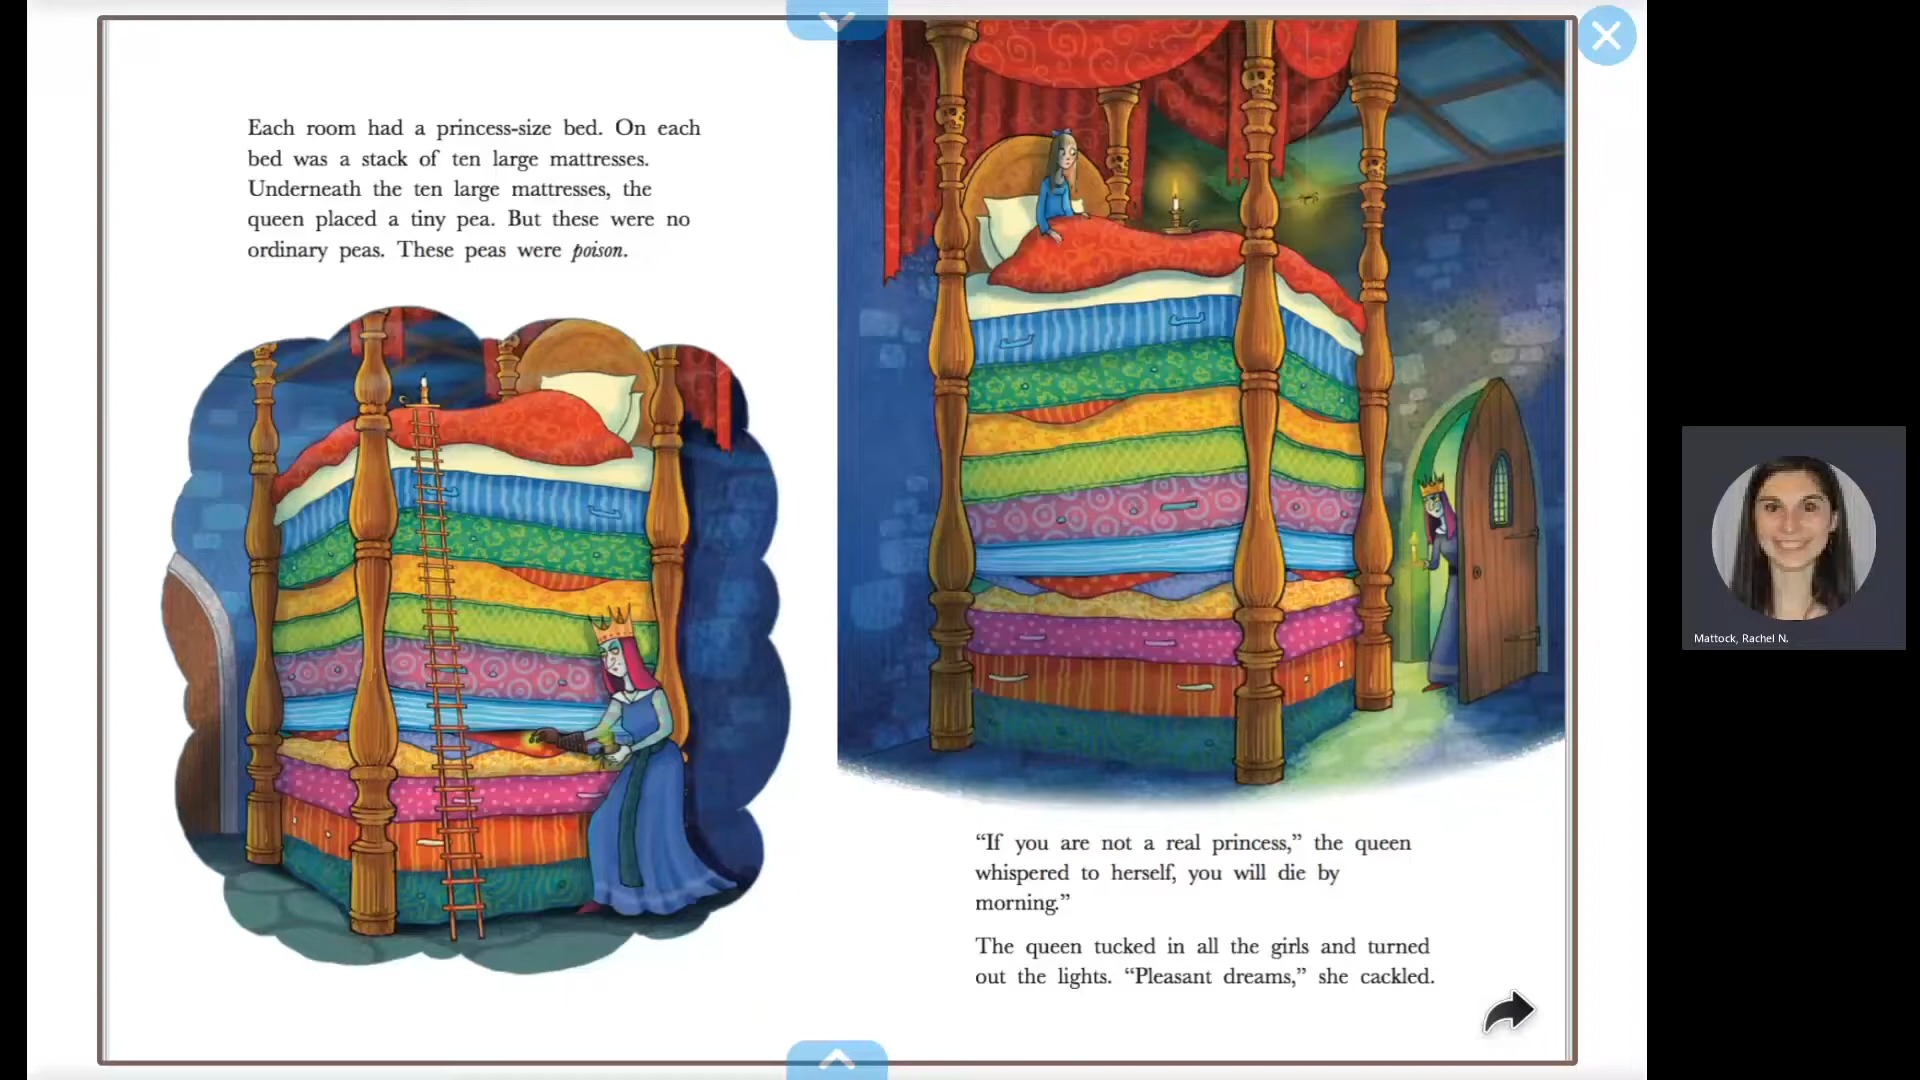 Each room had a princess-size bed. On each
bed was a stack of ten large mattresses.
Underneath the ten large mattresses, the
queen placed a tiny pea. But these were no
ordinary peas. These peas were poison.
“If you are not a real princess,” the queen
whispered to herself, you will die by
morning.”
The queen tucked in all the girls and turned
out the lights. “Pleasant dreams,” she cackled.
Mattock, Rachel N.